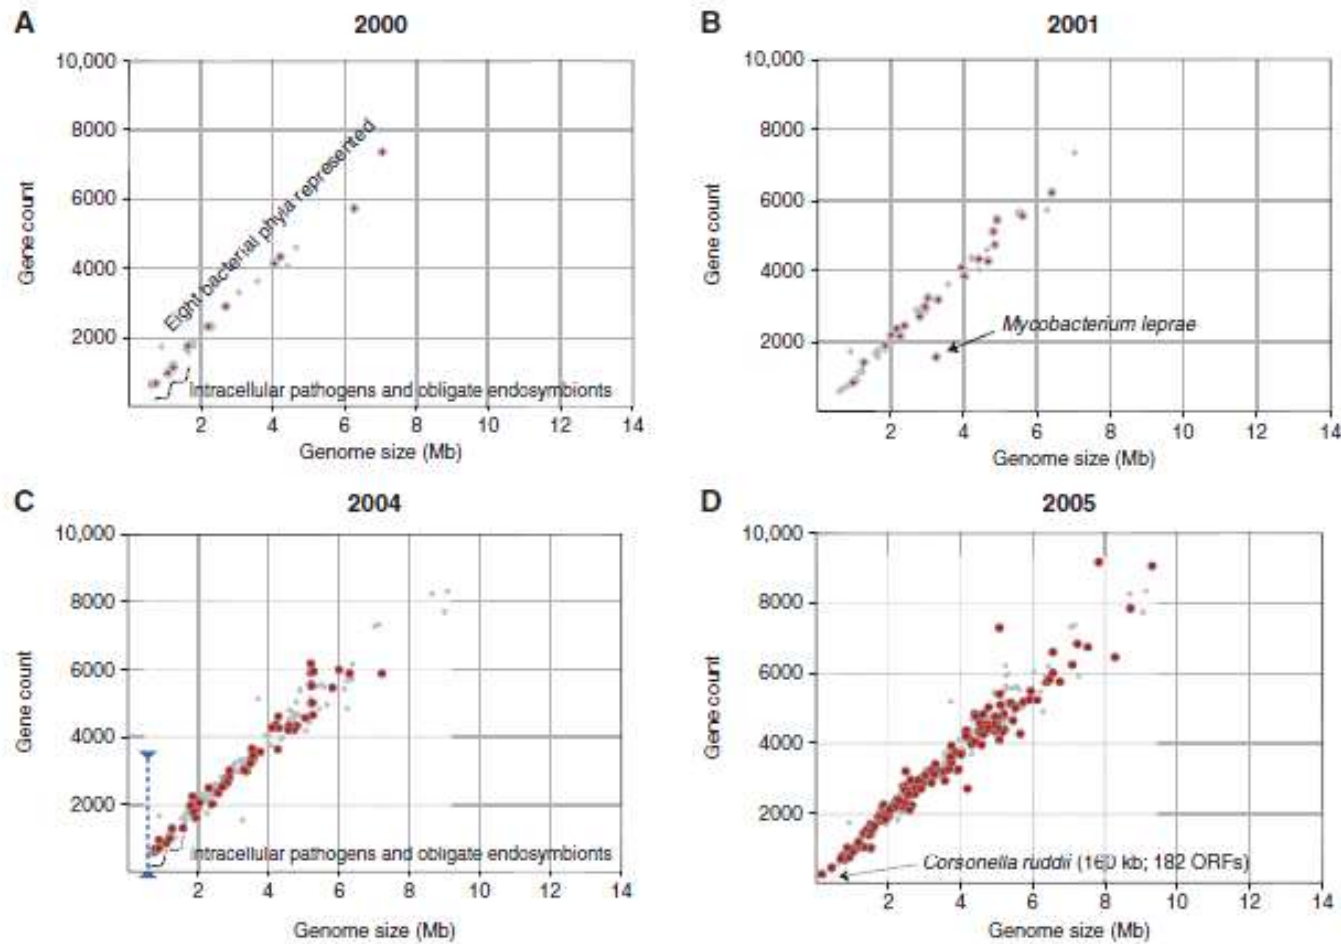 A
2000
10,000
8000
6000
4000
2000
Gene count
Eight bacterial phyla represented
Intracellular pathogens and obligate endosymbionts
2 4 6 8 10 12 14
Genome size (Mb)
B
2001
10,000
8000
6000
4000
2000
Gene count
Mycobacterium leprae
2 4 6 8 10 12 14
Genome size (Mb)
C
2004
10,000
8000
6000
4000
2000
Gene count
Intracellular pathogens and obligate endosymbionts
2 4 6 8 10 12 14
Genome size (Mb)
D
2005
10,000
8000
6000
4000
2000
Gene count
Corsonella ruddii (160 kb; 182 ORFs)
2 4 6 8 10 12 14
Genome size (Mb)